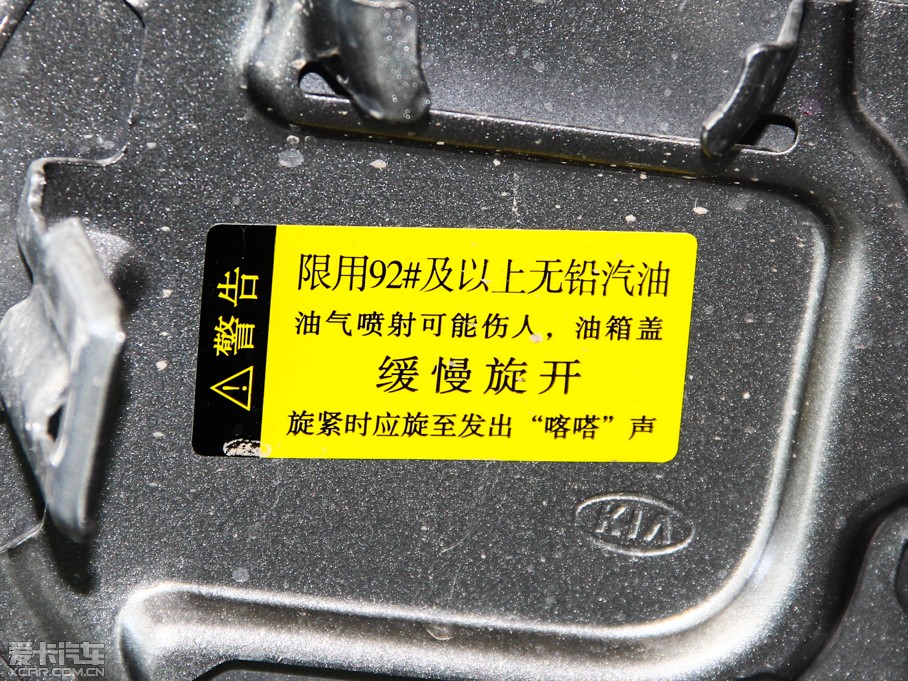 警告
限用92#及以上无铅汽油
油气喷射可能伤人，油箱盖
缓慢旋开
旋紧时应旋至发出“喀嗒”声
KIA
爱卡汽车
XCAR.COM.CN